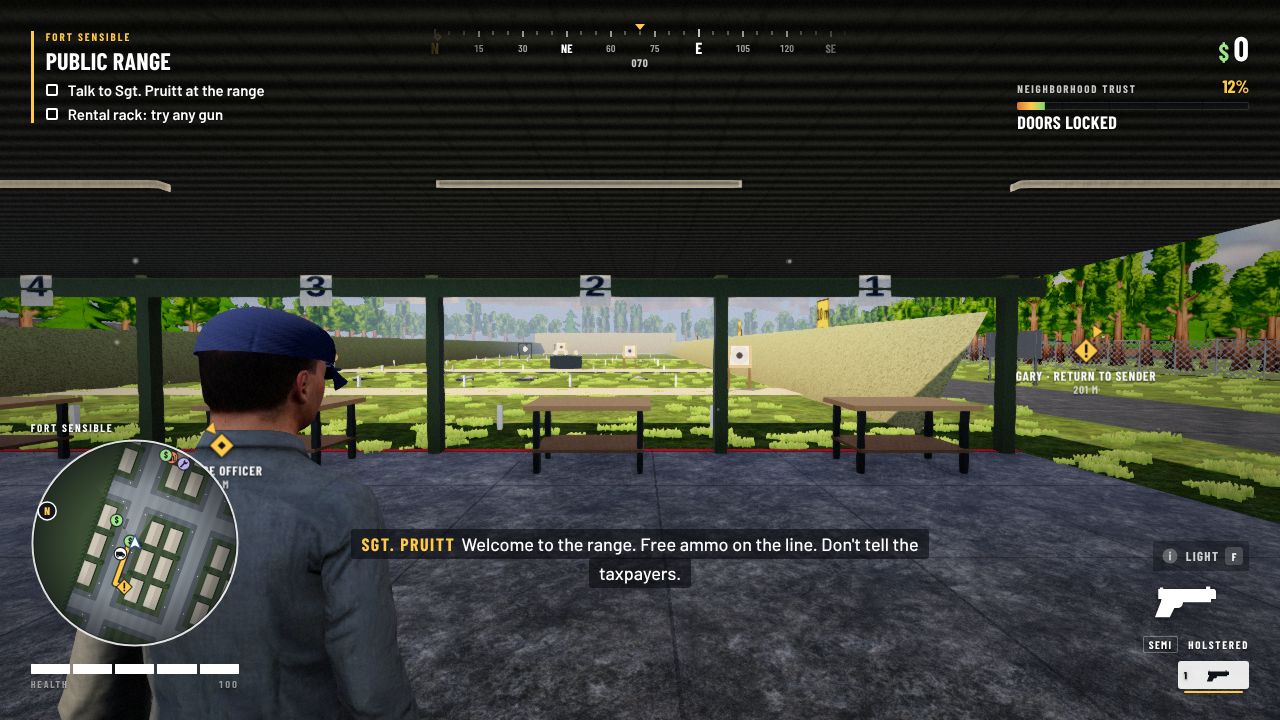 FORT SENSIBLE
PUBLIC RANGE
Talk to Sgt. Pruitt at the range
Rental rack: try any gun
N 15 30 NE 60 75 E 105 120 SE
070
$ 0
NEIGHBORHOOD TRUST 12%
DOORS LOCKED
4 3 2 1
GARY - RETURN TO SENDER
201 M
FORT SENSIBLE
OFFICER
M
N
SGT. PRUITT Welcome to the range. Free ammo on the line. Don't tell the
taxpayers.
LIGHT F
SEMI HOLSTERED
1
HEALTH 100